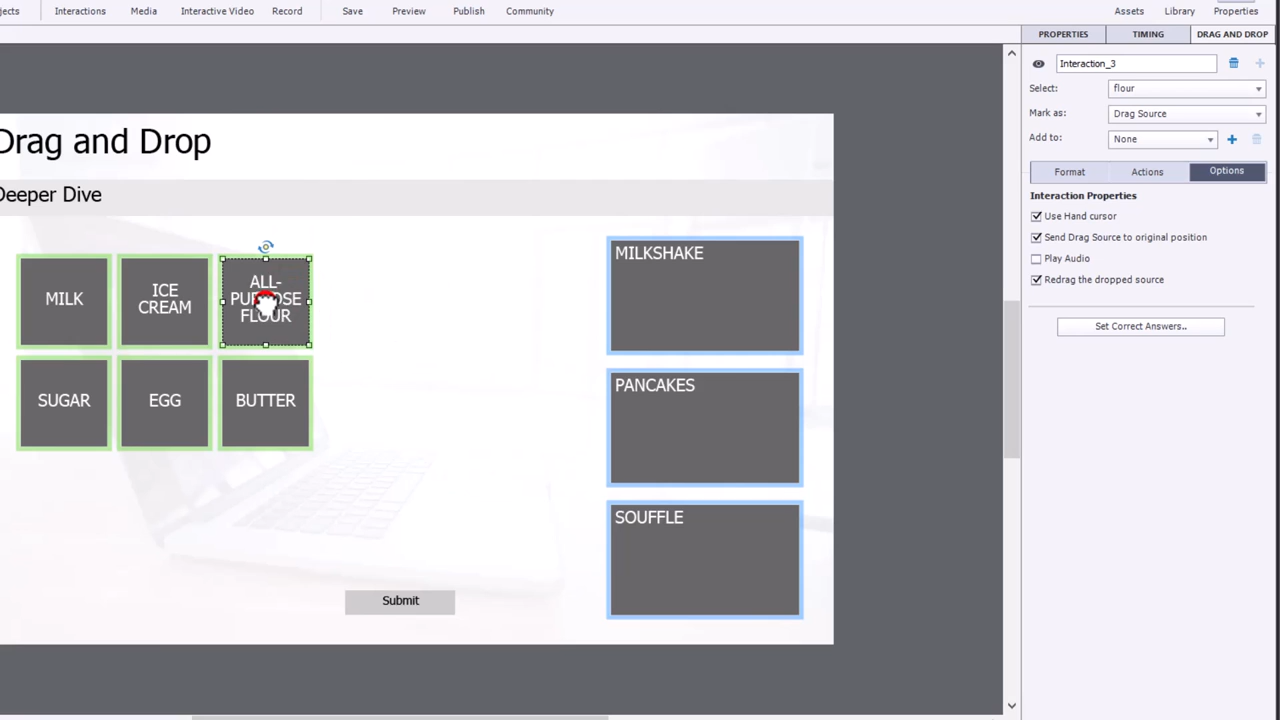 jects Interactions Media Interactive Video Record Save Preview Publish Community Assets Library Properties
PROPERTIES TIMING DRAG AND DROP
Interaction_3
Select: flour
Mark as: Drag Source
Add to: None
Format Actions Options
Interaction Properties
Use Hand cursor
Send Drag Source to original position
Play Audio
Redrag the dropped source
Set Correct Answers..
Drag and Drop
Deeper Dive
MILK
ICE
CREAM
ALL-
PURPOSE
FLOUR
SUGAR
EGG
BUTTER
MILKSHAKE
PANCAKES
SOUFFLE
Submit